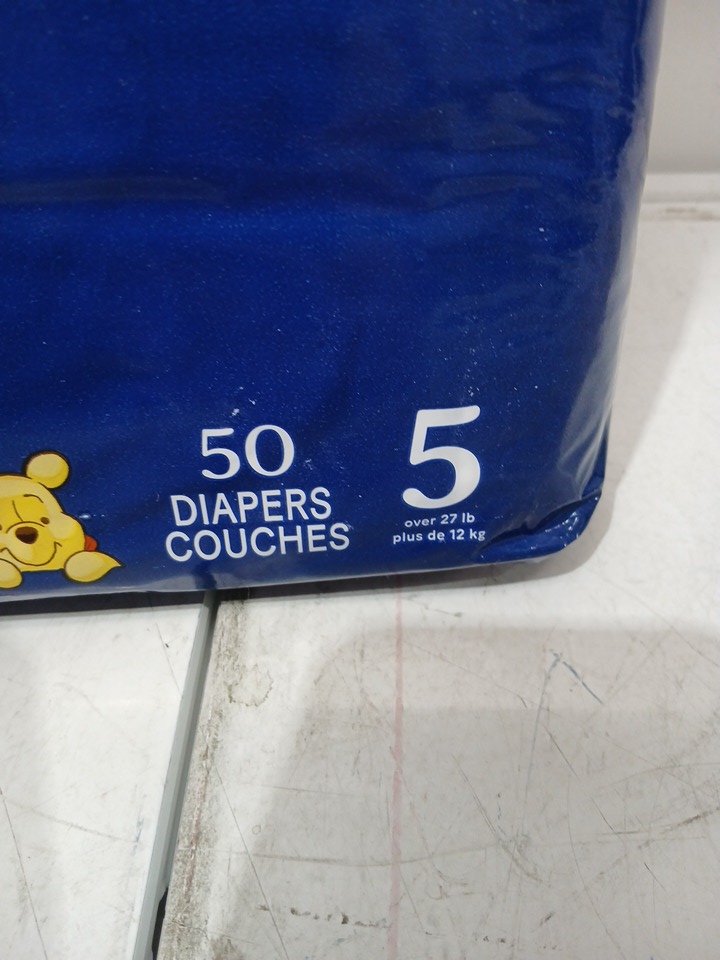 50
DIAPERS
COUCHES
5
over 27 lb
plus de 12 kg